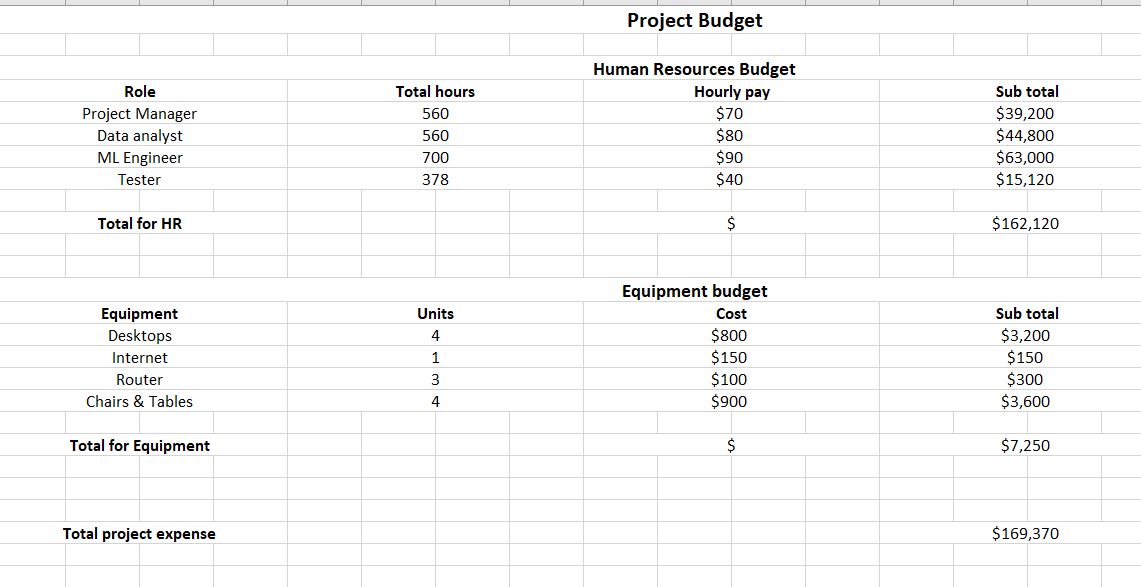 Project Budget
Human Resources Budget
Role Total hours Hourly pay Sub total
Project Manager 560 $70 $39,200
Data analyst 560 $80 $44,800
ML Engineer 700 $90 $63,000
Tester 378 $40 $15,120
Total for HR $ $162,120
Equipment budget
Equipment Units Cost Sub total
Desktops 4 $800 $3,200
Internet 1 $150 $150
Router 3 $100 $300
Chairs & Tables 4 $900 $3,600
Total for Equipment $ $7,250
Total project expense $169,370